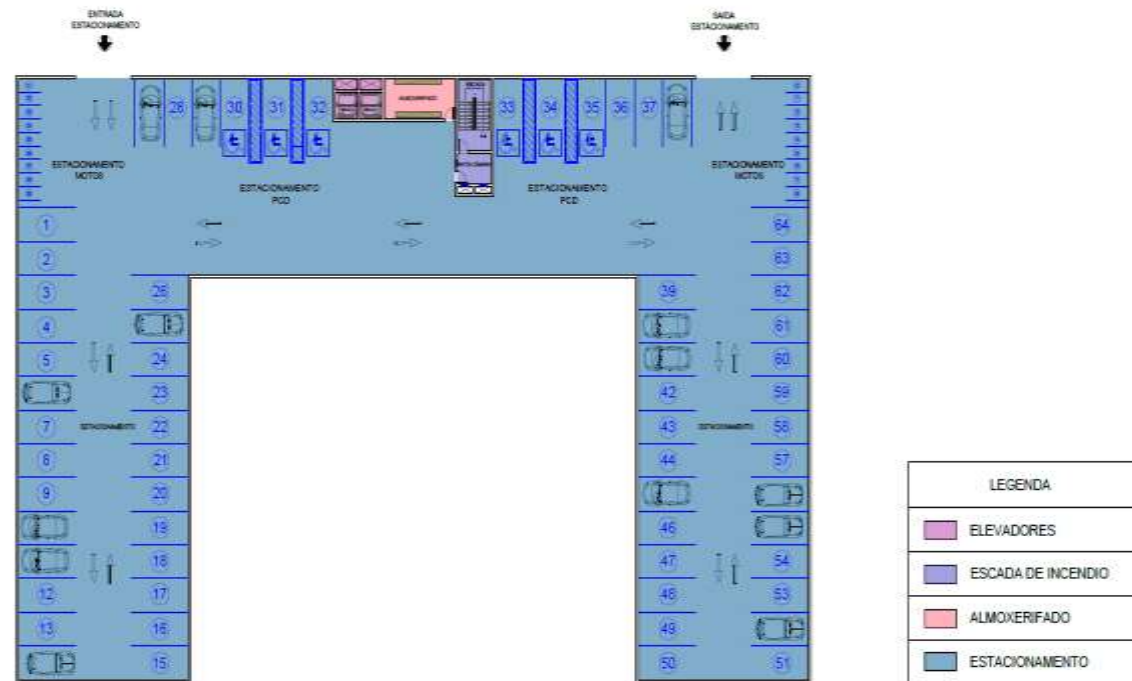 ENTRADA
ESTACIONAMENTO
SAÍDA
ESTACIONAMENTO
28
30
31
32
ALMOXERIFADO
33
34
35
36
37
ESTACIONAMENTO
MOTOS
ESTACIONAMENTO
PCD
ESTACIONAMENTO
PCD
ESTACIONAMENTO
MOTOS
1
64
2
63
3
26
39
62
4
61
5
24
60
23
42
59
7
ESTACIONAMENTO
22
43
ESTACIONAMENTO
58
8
21
44
57
9
20
19
46
18
47
54
12
17
48
53
13
16
49
15
50
51
LEGENDA
ELEVADORES
ESCADA DE INCENDIO
ALMOXERIFADO
ESTACIONAMENTO